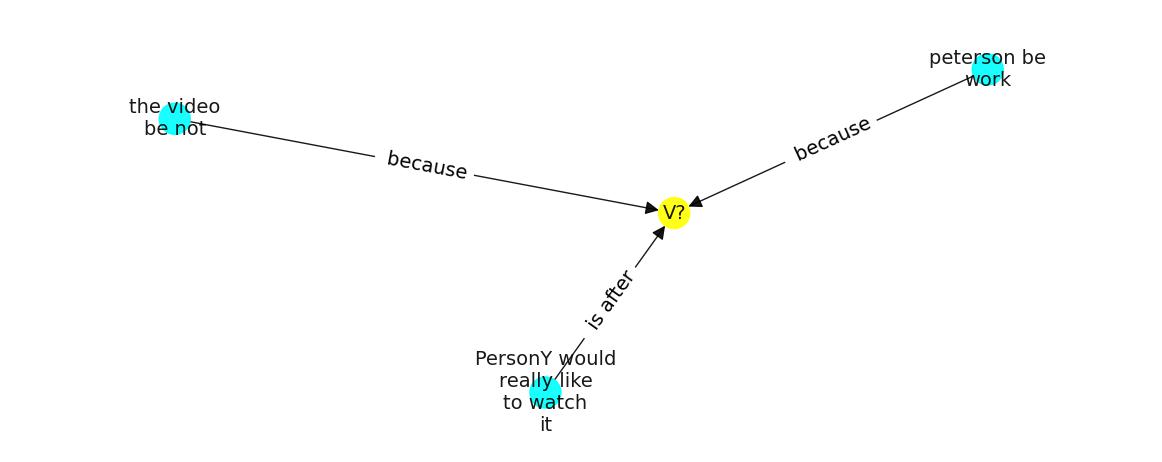 peterson be
work
the video
be not
because
because
V?
is after
PersonY would
really like
to watch
it